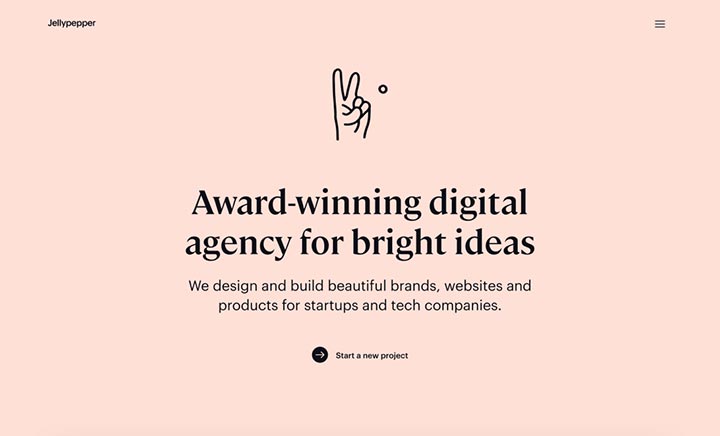 Jellypepper
Award-winning digital
agency for bright ideas
We design and build beautiful brands, websites and
products for startups and tech companies.
Start a new project